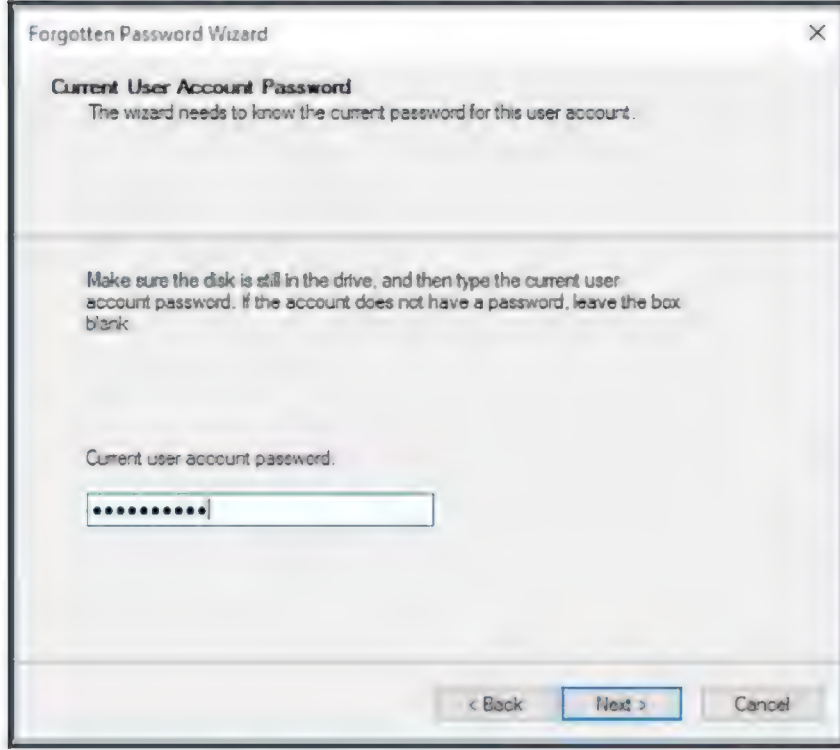 Forgotten Password Wizard
Current User Account Password
The wizard needs to know the current password for this user account.
Make sure the disk is still in the drive, and then type the current user
account password. If the account does not have a password, leave the box
blank
Current user account password.
••••••••••
< Back Next > Cancel